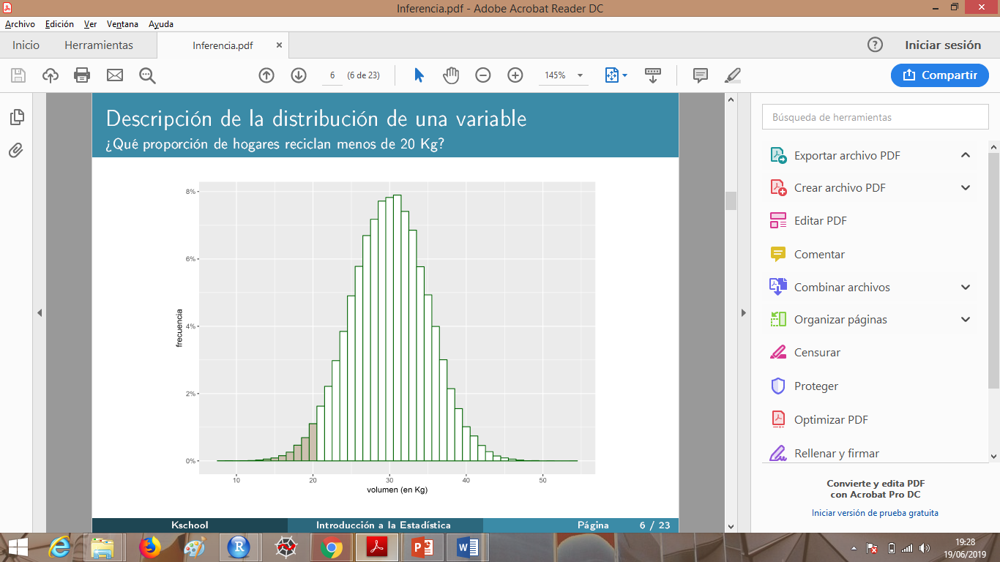 Inferencia.pdf - Adobe Acrobat Reader DC
Archivo Edición Ver Ventana Ayuda
Inicio Herramientas Inferencia.pdf × Iniciar sesión
6 (6 de 23) 145% Compartir
Descripción de la distribución de una variable
¿Qué proporción de hogares reciclan menos de 20 Kg?
8%
6%
4%
2%
0%
frecuencia
10 20 30 40 50
volumen (en Kg)
Kschool Introducción a la Estadística Página 6 / 23
Búsqueda de herramientas
Exportar archivo PDF
Crear archivo PDF
Editar PDF
Comentar
Combinar archivos
Organizar páginas
Censurar
Proteger
Optimizar PDF
Rellenar y firmar
Convierte y edita PDF
con Acrobat Pro DC
Iniciar versión de prueba gratuita
19:28
19/06/2019